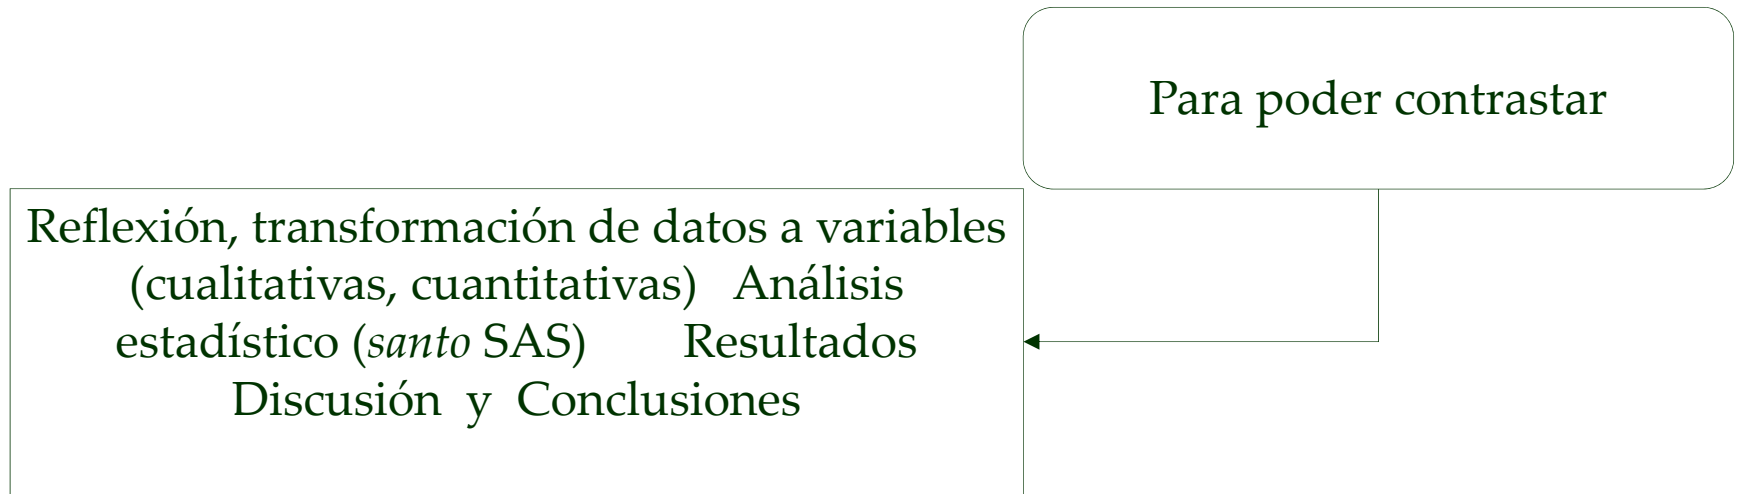 Para poder contrastar
Reflexión, transformación de datos a variables
(cualitativas, cuantitativas) Análisis
estadístico (santo SAS) Resultados
Discusión y Conclusiones